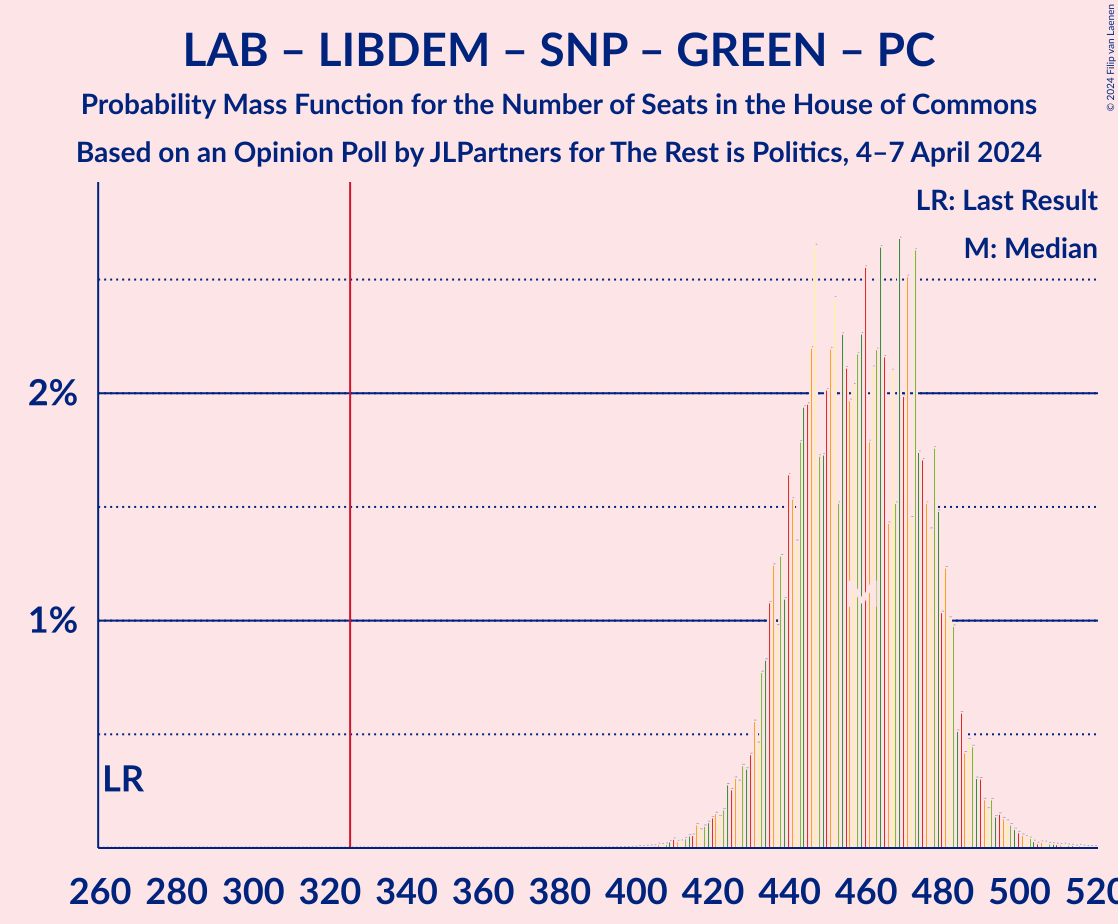 LAB – LIBDEM – SNP – GREEN – PC
Probability Mass Function for the Number of Seats in the House of Commons
Based on an Opinion Poll by JLPartners for The Rest is Politics, 4–7 April 2024
© 2024 Filip van Laenen
LR: Last Result
M: Median
2%
1%
LR
M
260 280 300 320 340 360 380 400 420 440 460 480 500 520